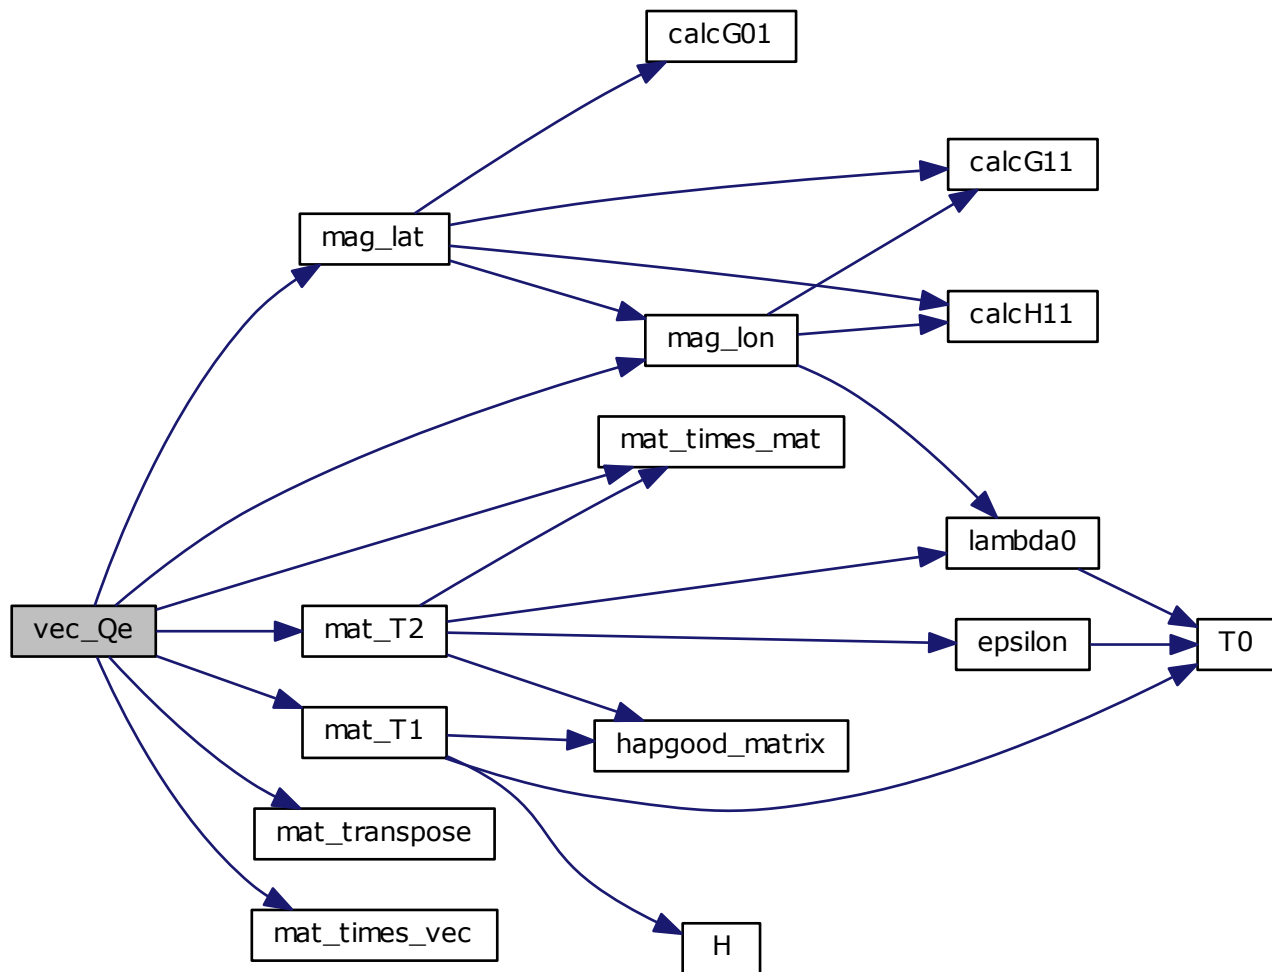 calcG01
calcG11
mag_lat
calcH11
mag_lon
mat_times_mat
lambda0
vec_Qe
mat_T2
epsilon
T0
mat_T1
hapgood_matrix
mat_transpose
mat_times_vec
H